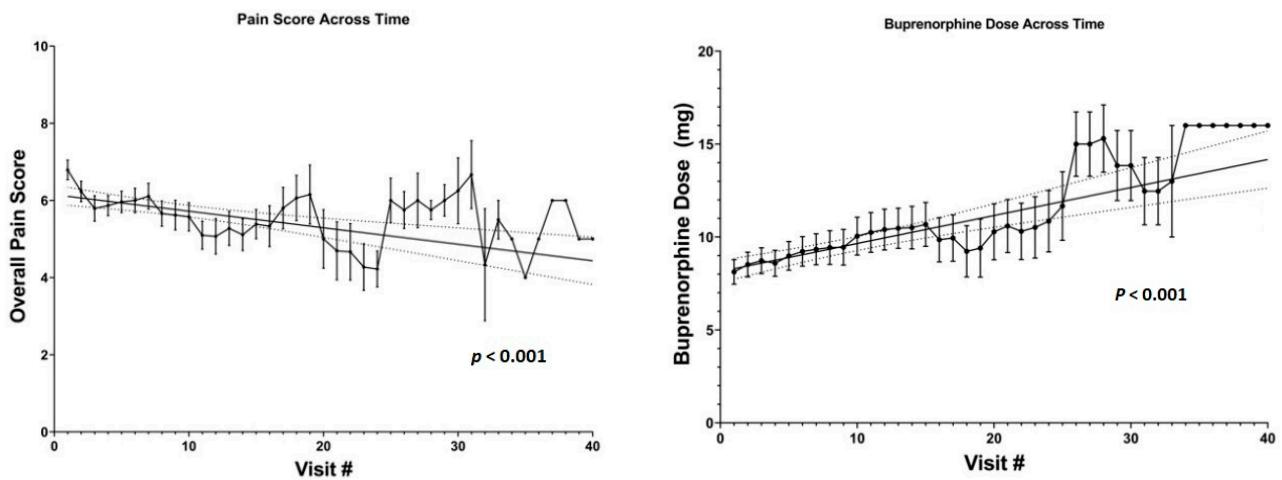 Pain Score Across Time
Overall Pain Score
10
8
6
4
2
0
0 10 20 30 40
Visit #
p < 0.001
Buprenorphine Dose Across Time
Buprenorphine Dose (mg)
20
15
10
5
0
0 10 20 30 40
Visit #
P < 0.001